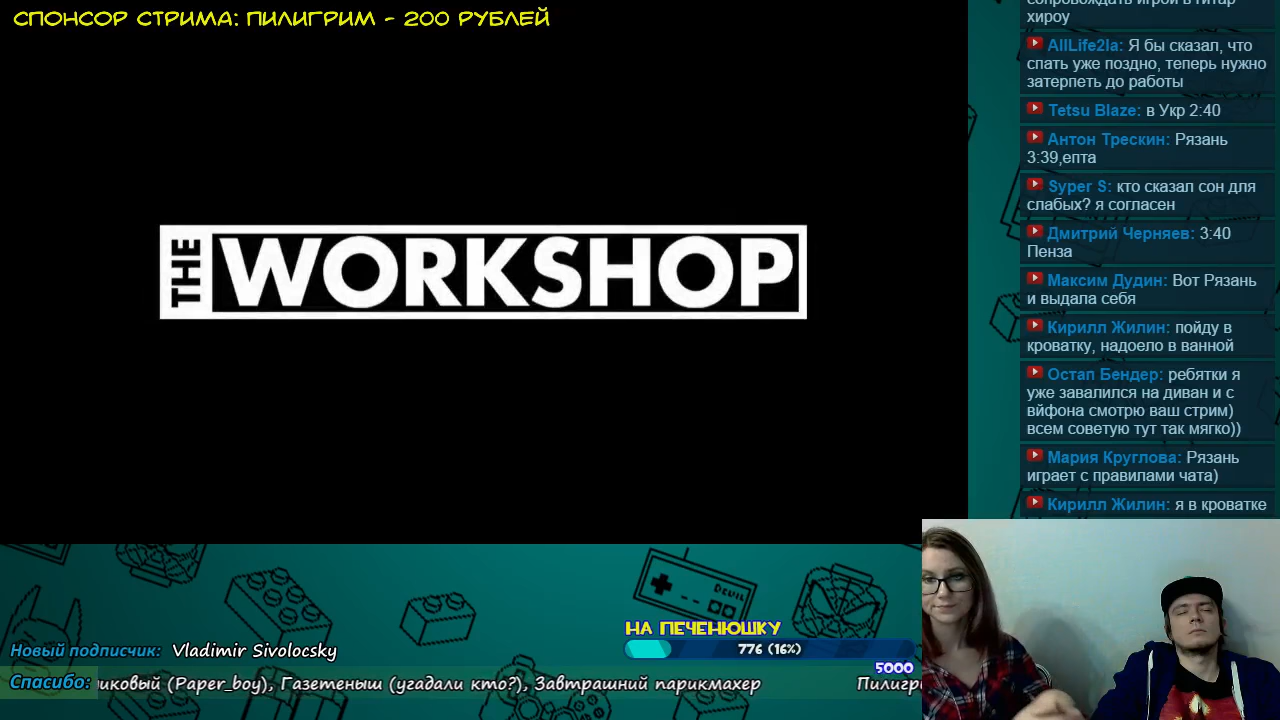 СПОНСОР СТРИМА: ПИЛИГРИМ - 200 РУБЛЕЙ
THE WORKSHOP
хироу
AllLife2la: Я бы сказал, что
спать уже поздно, теперь нужно
затерпеть до работы
Tetsu Blaze: в Укр 2:40
Антон Трескин: Рязань
3:39,епта
Syper S: кто сказал сон для
слабых? я согласен
Дмитрий Черняев: 3:40
Пенза
Максим Дудин: Вот Рязань
и выдала себя
Кирилл Жилин: пойду в
кроватку, надоело в ванной
Остап Бендер: ребятки я
уже завалился на диван и с
вйфона смотрю ваш стрим)
всем советую тут так мягко))
Мария Круглова: Рязань
играет с правилами чата)
Кирилл Жилин: я в кроватке
DEVIL
НА ПЕЧЕНЮШКУ
776 (16%)
5000
Новый подписчик: Vladimir Sivolocsky
Спасибо: иковый (Paper_boy), Газетеныш (угадали кто?), Завтрашний парикмахер Пилигр